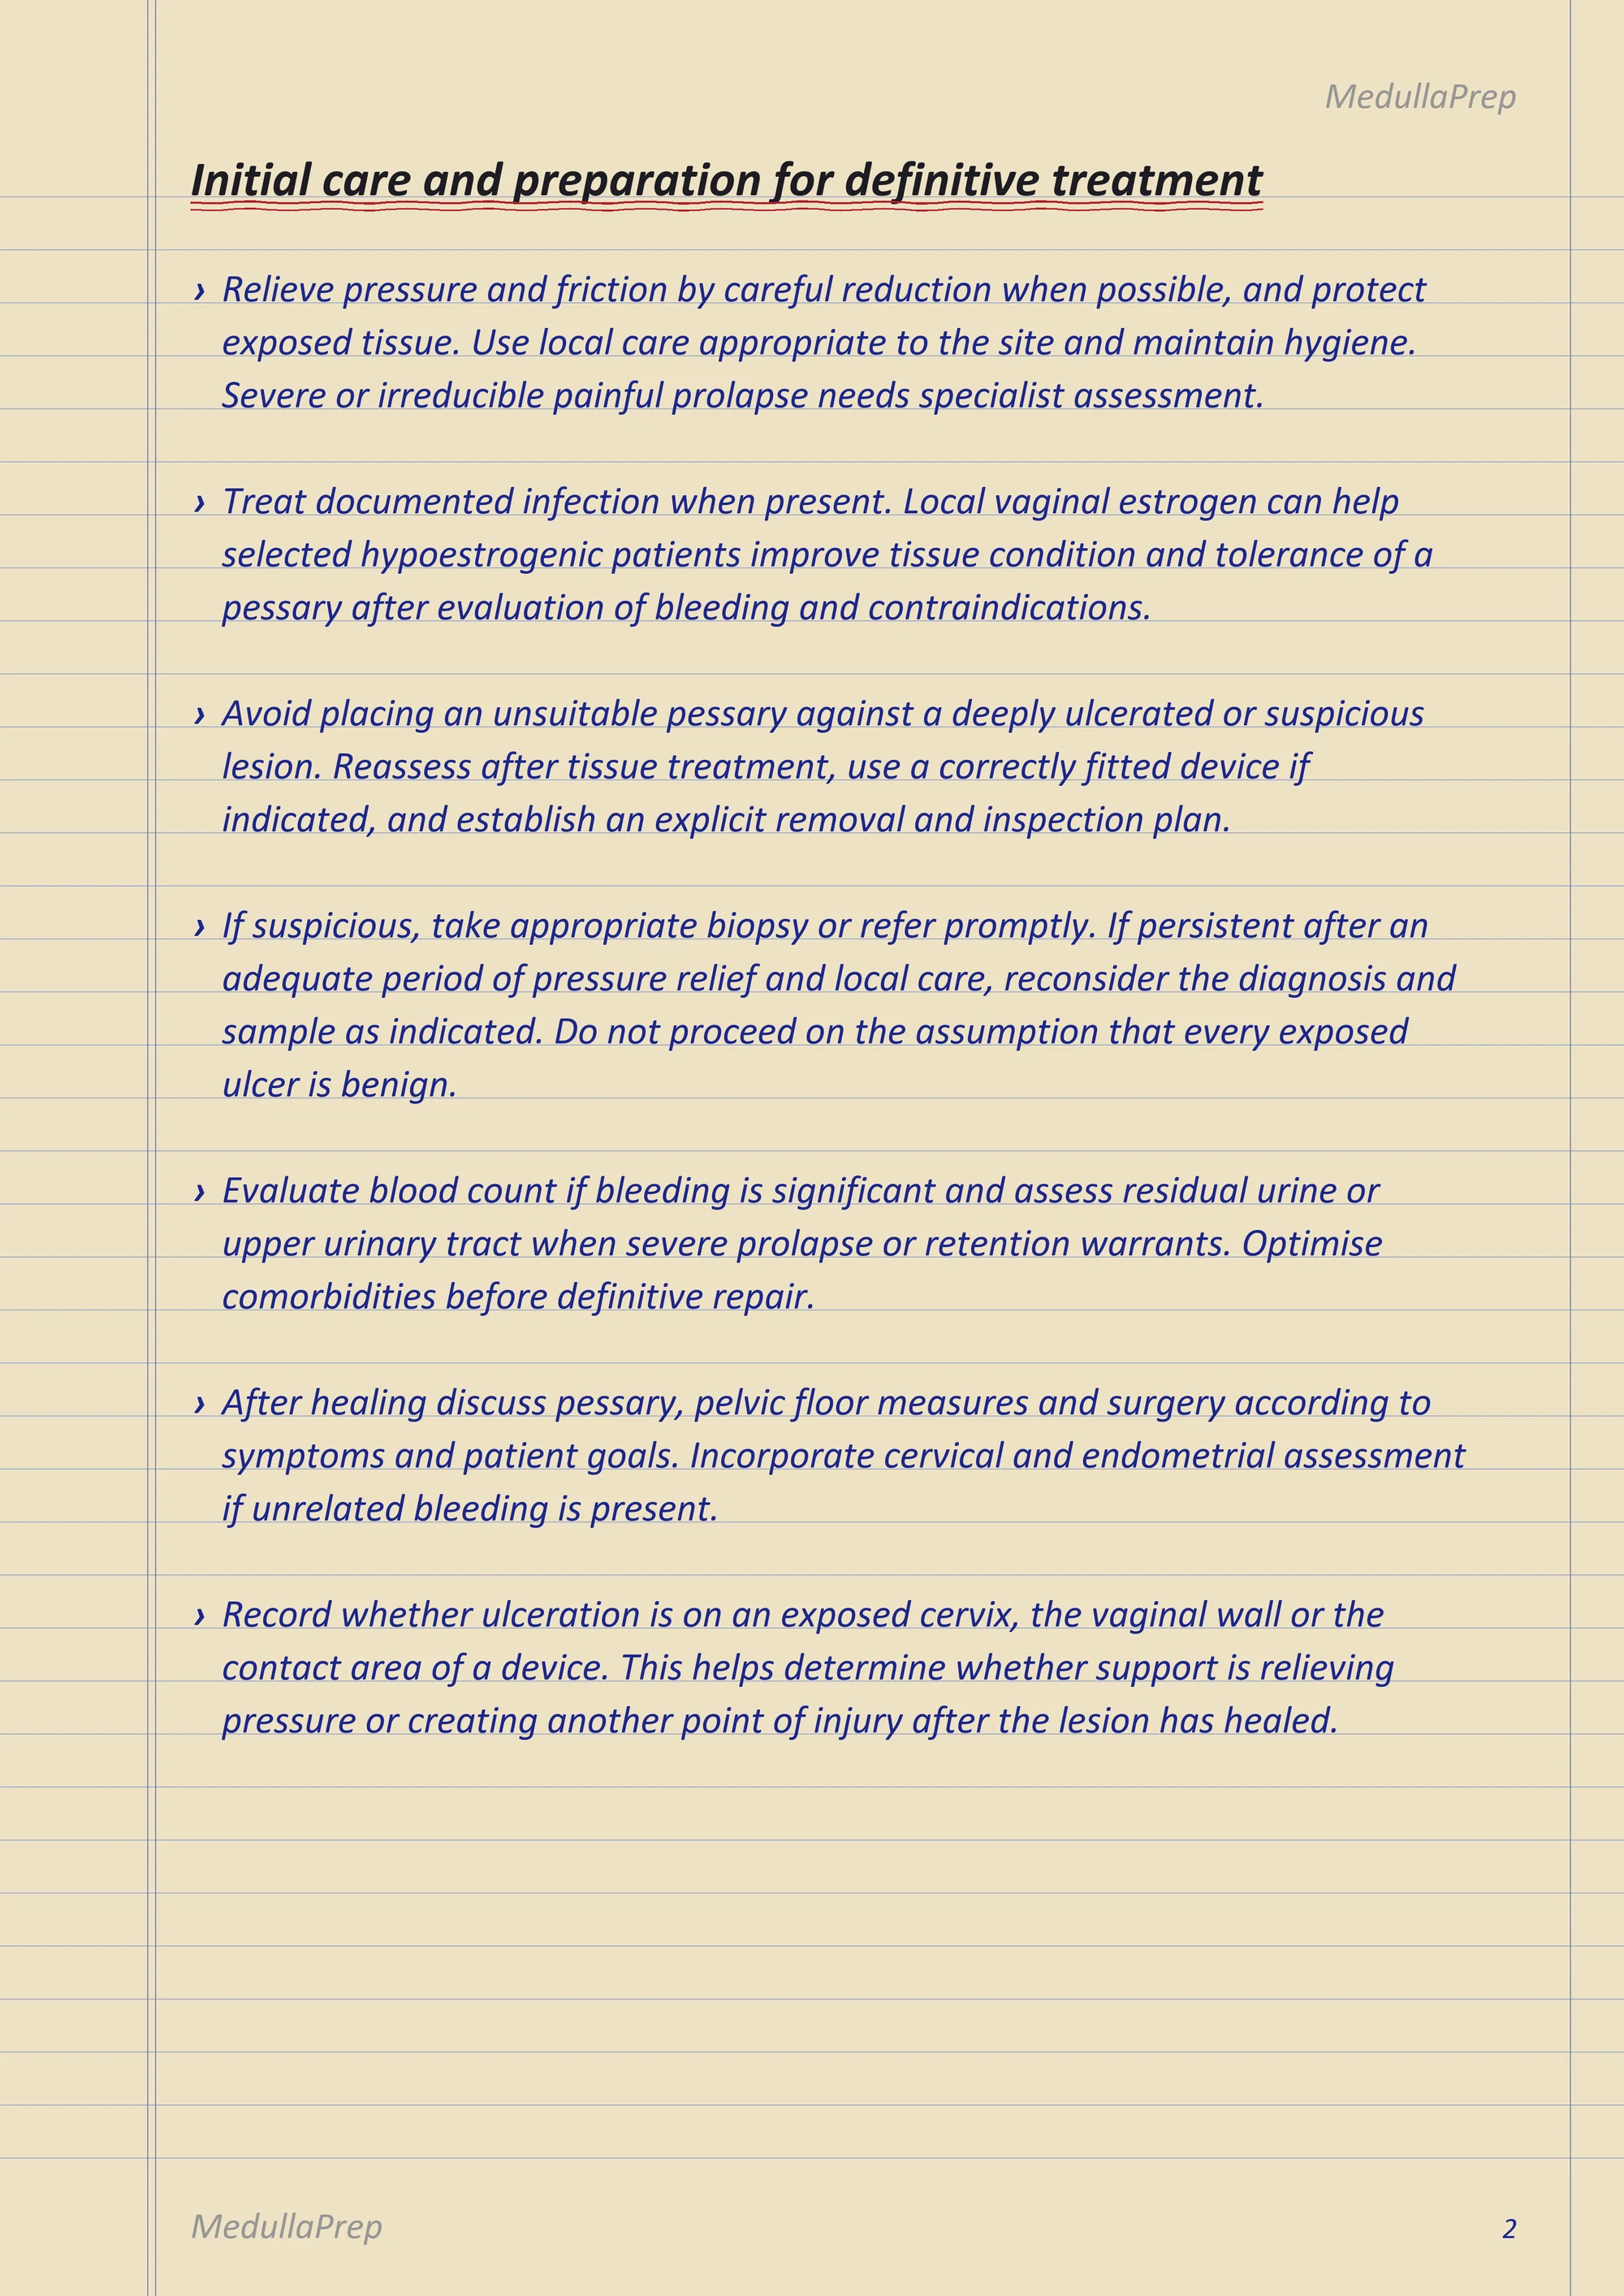 MedullaPrep
Initial care and preparation for definitive treatment
› Relieve pressure and friction by careful reduction when possible, and protect
exposed tissue. Use local care appropriate to the site and maintain hygiene.
Severe or irreducible painful prolapse needs specialist assessment.
› Treat documented infection when present. Local vaginal estrogen can help
selected hypoestrogenic patients improve tissue condition and tolerance of a
pessary after evaluation of bleeding and contraindications.
› Avoid placing an unsuitable pessary against a deeply ulcerated or suspicious
lesion. Reassess after tissue treatment, use a correctly fitted device if
indicated, and establish an explicit removal and inspection plan.
› If suspicious, take appropriate biopsy or refer promptly. If persistent after an
adequate period of pressure relief and local care, reconsider the diagnosis and
sample as indicated. Do not proceed on the assumption that every exposed
ulcer is benign.
› Evaluate blood count if bleeding is significant and assess residual urine or
upper urinary tract when severe prolapse or retention warrants. Optimise
comorbidities before definitive repair.
› After healing discuss pessary, pelvic floor measures and surgery according to
symptoms and patient goals. Incorporate cervical and endometrial assessment
if unrelated bleeding is present.
› Record whether ulceration is on an exposed cervix, the vaginal wall or the
contact area of a device. This helps determine whether support is relieving
pressure or creating another point of injury after the lesion has healed.
MedullaPrep
2